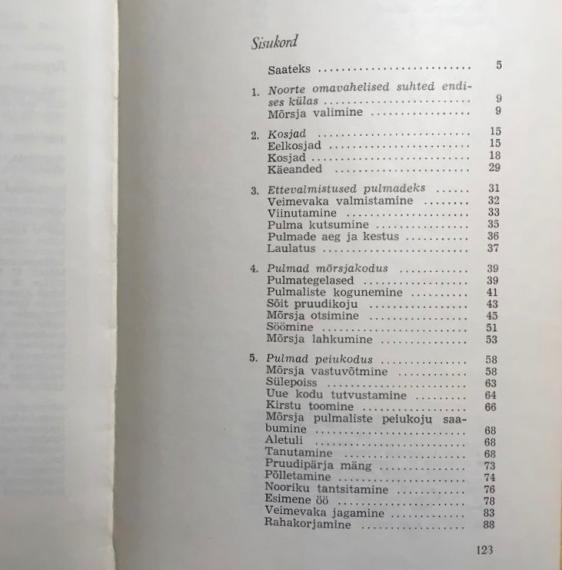 Sisukord
Saateks ........................ 5
1. Noorte omavahelised suhted endi-
ses külas ........................ 9
Mõrsja valimine ................ 9
2. Kosjad ........................ 15
Eelkosjad ...................... 15
Kosjad ......................... 18
Käeanded ...................... 29
3. Ettevalmistused pulmadeks ...... 31
Veimevaka valmistamine ........ 32
Viinutamine .................... 33
Pulma kutsumine ................ 35
Pulmade aeg ja kestus .......... 36
Laulatus ....................... 37
4. Pulmad mõrsjakodus ............ 39
Pulmategelased ................. 39
Pulmaliste kogunemine .......... 41
Sõit pruudikoju ................ 43
Mõrsja otsimine ................ 45
Söömine ........................ 51
Mõrsja lahkumine ............... 53
5. Pulmad peiukodus .............. 58
Mõrsja vastuvõtmine ............ 58
Sülepoiss ...................... 63
Uue kodu tutvustamine .......... 64
Kirstu toomine ................. 66
Mõrsja pulmaliste peiukoju saa-
bumine ......................... 68
Aletuli ........................ 68
Tanutamine ..................... 68
Pruudipärja mäng ............... 73
Põlletamine .................... 74
Nooriku tantsitamine ........... 76
Esimene öö ..................... 78
Veimevaka jagamine ............. 83
Rahakorjamine .................. 88
123